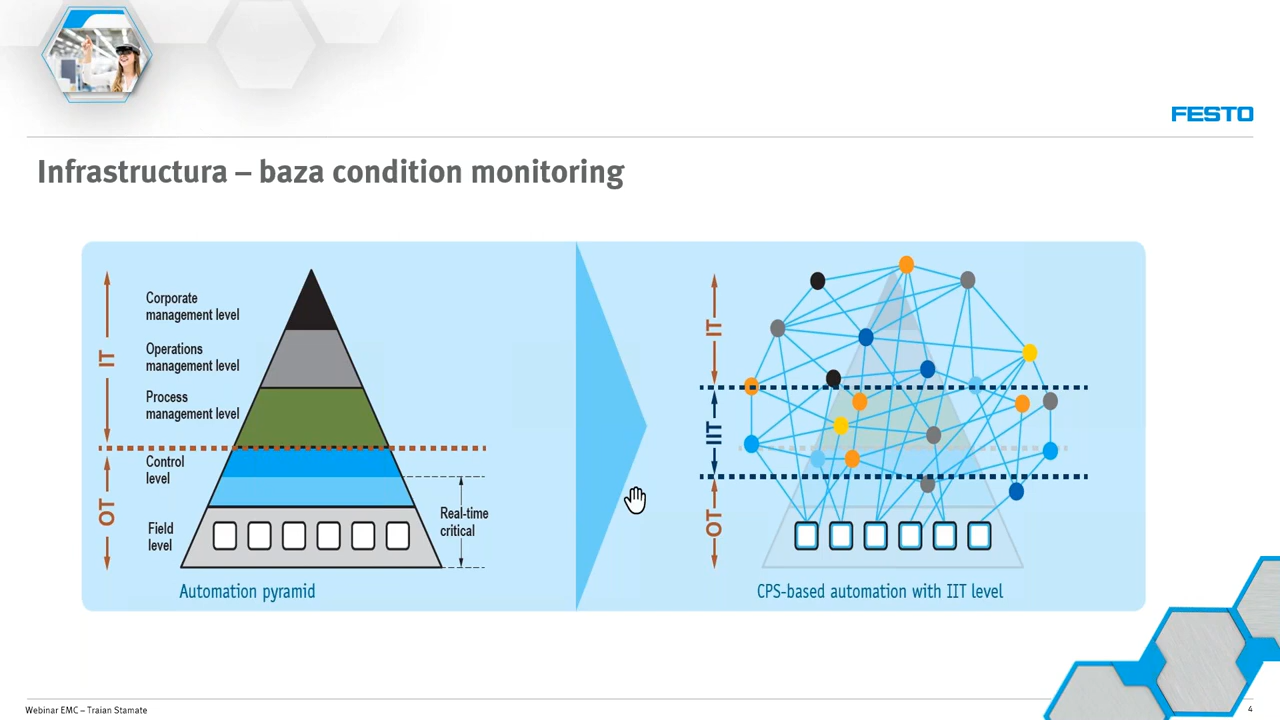 FESTO
Infrastructura – baza condition monitoring
IT
Corporate
management level
Operations
management level
Process
management level
OT
Control
level
Field
level
Real-time
critical
Automation pyramid
IT
IIT
OT
CPS-based automation with IIT level
Webinar EMC – Traian Stamate
4